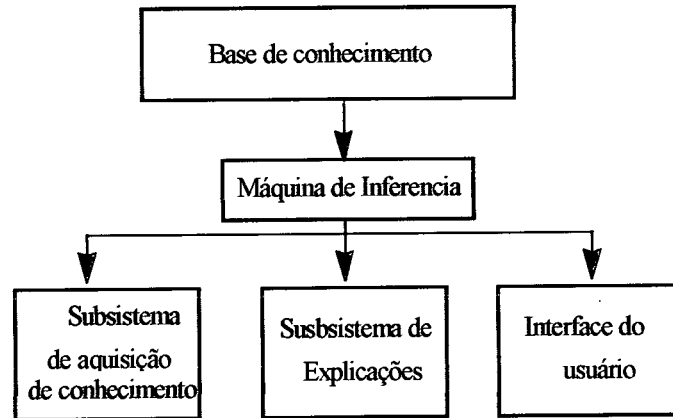 Base de conhecimento
Máquina de Inferencia
Subsistema
de aquisição
de conhecimento
Susbsistema de
Explicações
Interface do
usuário